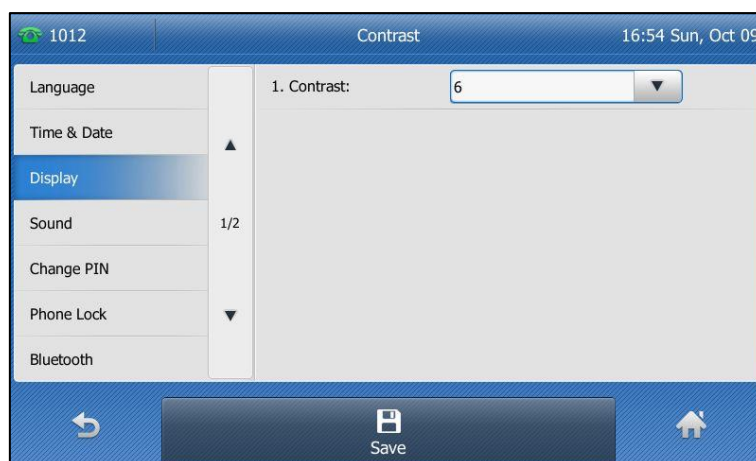 1012
Contrast
16:54 Sun, Oct 09
Language
1. Contrast:
6
Time & Date
Display
Sound
1/2
Change PIN
Phone Lock
Bluetooth
Save